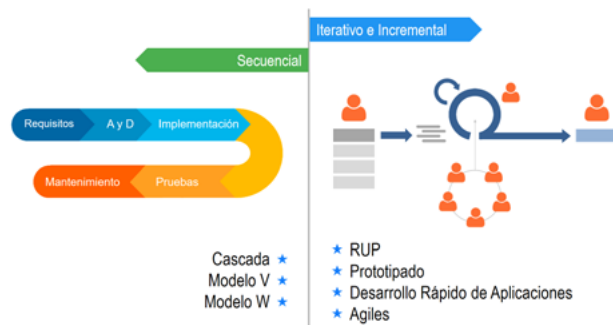 Iterativo e Incremental
Secuencial
Requisitos
A y D
Implementación
Mantenimiento
Pruebas
Cascada
Modelo V
Modelo W
RUP
Prototipado
Desarrollo Rápido de Aplicaciones
Agiles